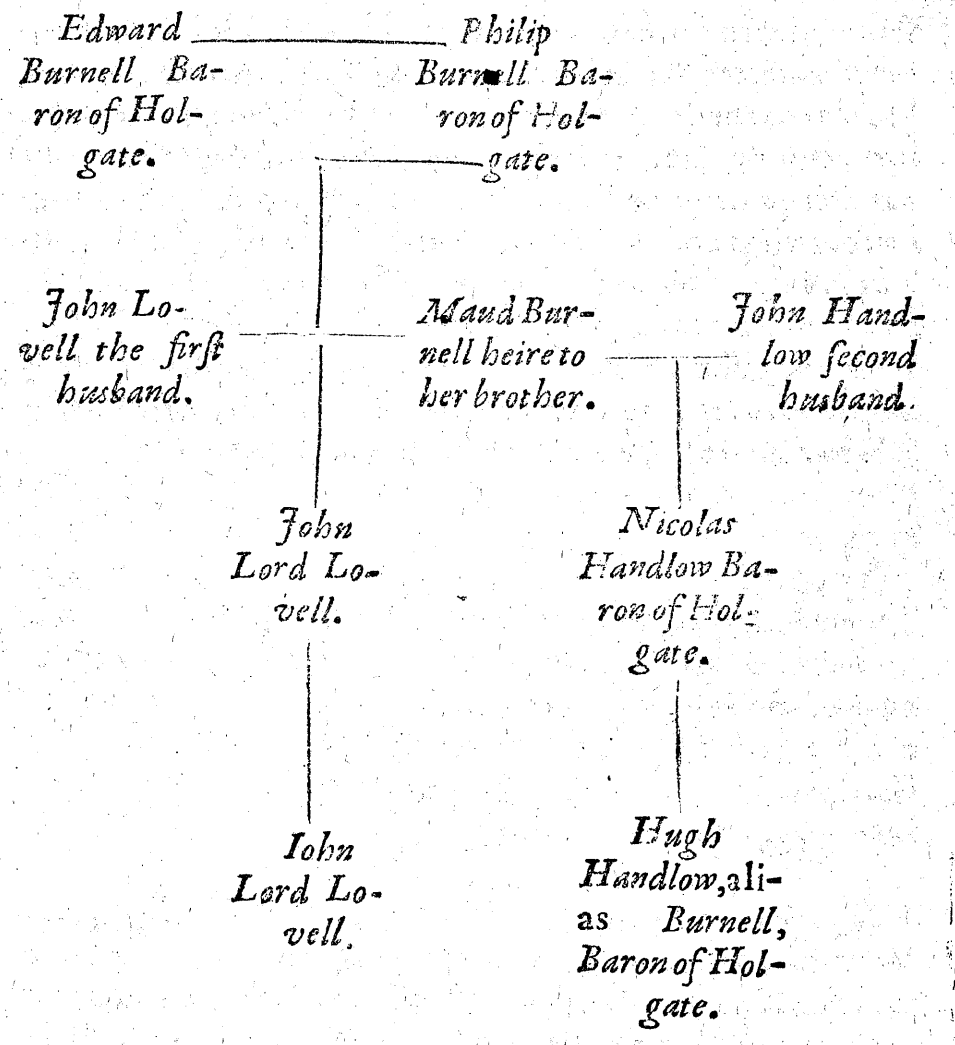 Edward
Burnell Ba-
ron of Hol-
gate.
Philip
Burnell Ba-
ron of Hol-
gate.
John Lo-
vell the firſt
husband.
Maud Bur-
nell heire to
her brother.
John Hand-
low ſecond
husband.
John
Lord Lo-
vell.
Nicolas
Handlow Ba-
ron of Hol-
gate.
Iohn
Lord Lo-
vell.
Hugh
Handlow, ali-
as Burnell,
Baron of Hol-
gate.